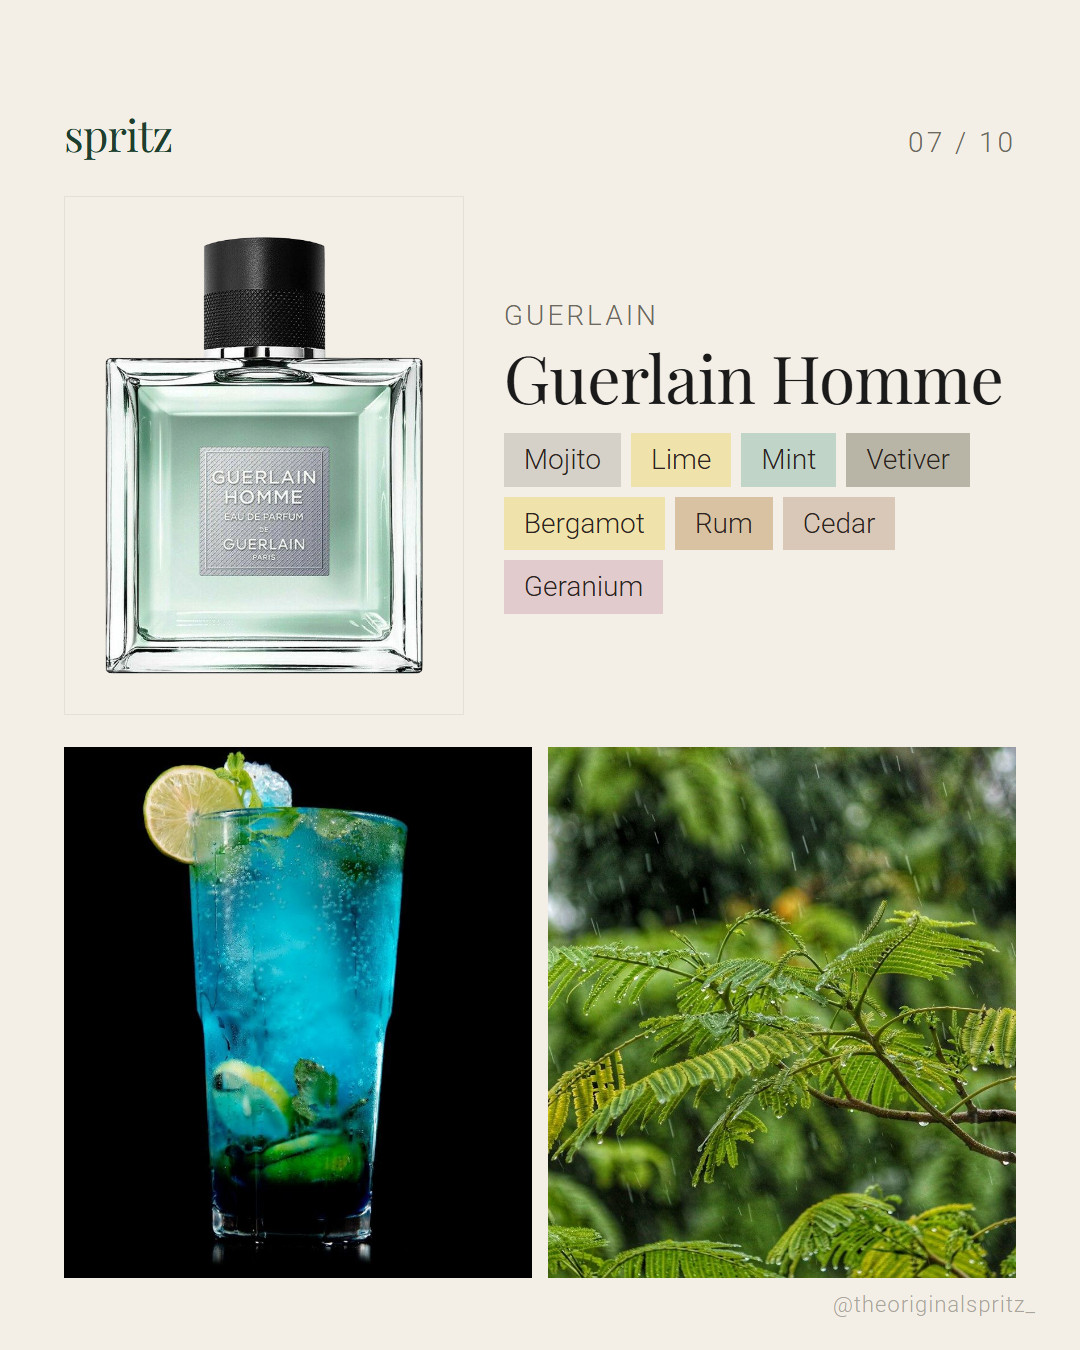 spritz
07 / 10
GUERLAIN
HOMME
EAU DE PARFUM
DE
GUERLAIN
PARIS
GUERLAIN
Guerlain Homme
Mojito Lime Mint Vetiver
Bergamot Rum Cedar
Geranium
@theoriginalspritz_